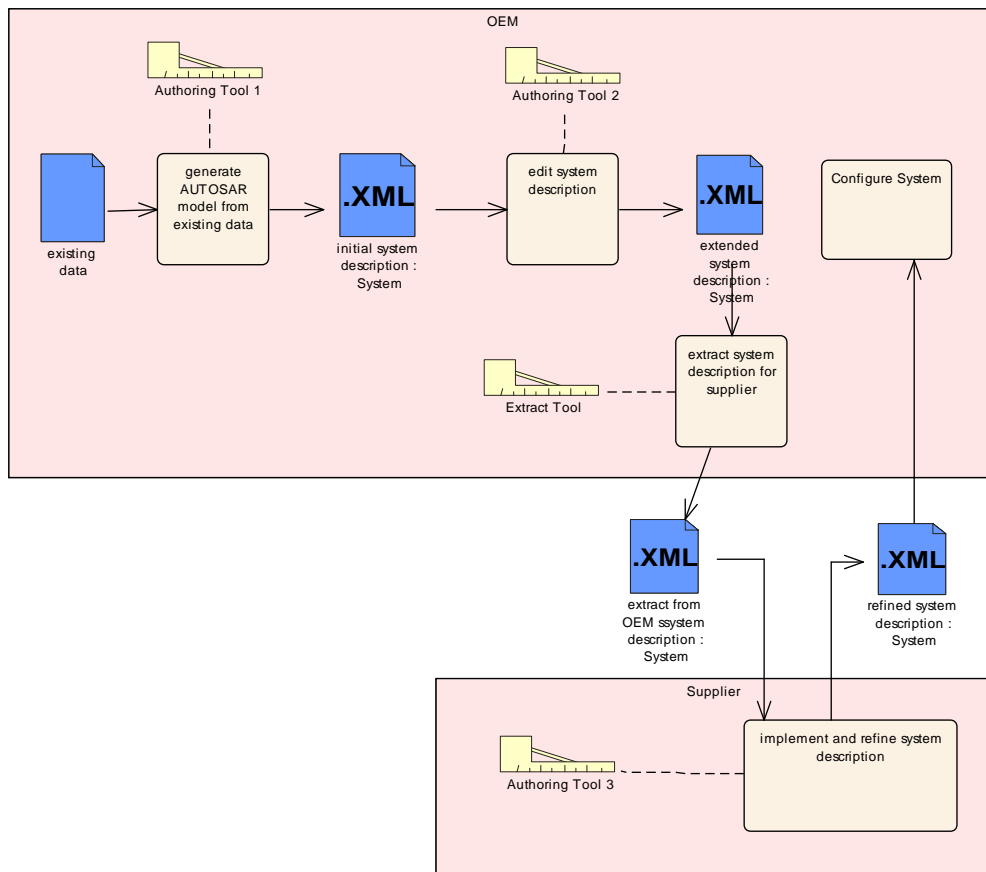 OEM
Authoring Tool 1
Authoring Tool 2
generate
AUTOSAR
model from
existing data
edit system
description
Configure System
.XML
.XML
existing
data
initial system
description :
System
extended
system
description :
System
extract system
description for
supplier
Extract Tool
.XML
.XML
extract from
OEM ssystem
description :
System
refined system
description :
System
Supplier
implement and refine system
description
Authoring Tool 3